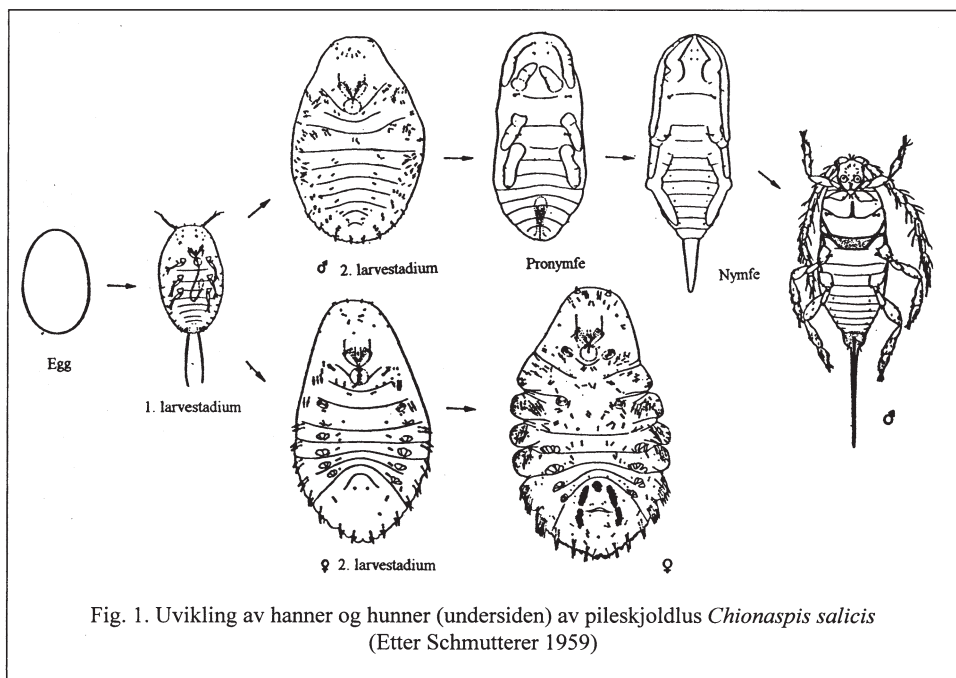 ♂ 2. larvestadium
Pronymfe
Nymfe
Egg
1. larvestadium
♂
♀ 2. larvestadium
♀
Fig. 1. Uvikling av hanner og hunner (undersiden) av pileskjoldlus Chionaspis salicis
(Etter Schmutterer 1959)